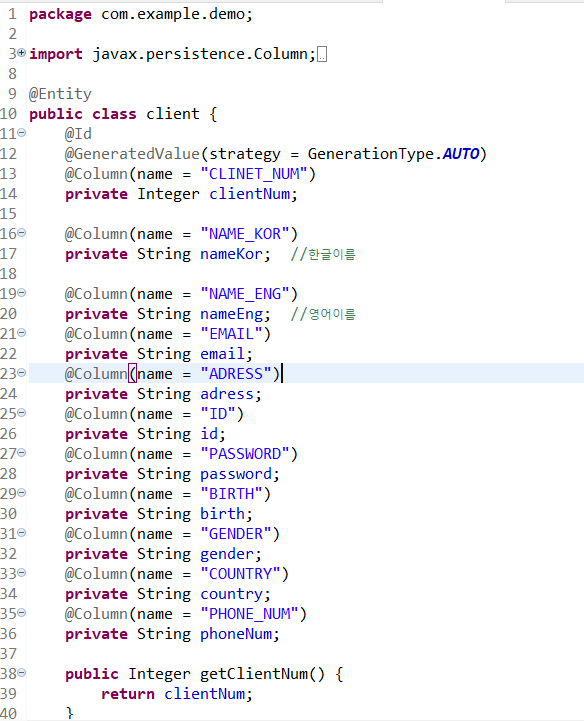 1 package com.example.demo;
2
3 import javax.persistence.Column;
8
9 @Entity
10 public class client {
11 @Id
12 @GeneratedValue(strategy = GenerationType.AUTO)
13 @Column(name = "CLINET_NUM")
14 private Integer clientNum;
15
16 @Column(name = "NAME_KOR")
17 private String nameKor; //한글이름
18
19 @Column(name = "NAME_ENG")
20 private String nameEng; //영어이름
21 @Column(name = "EMAIL")
22 private String email;
23 @Column(name = "ADRESS")
24 private String adress;
25 @Column(name = "ID")
26 private String id;
27 @Column(name = "PASSWORD")
28 private String password;
29 @Column(name = "BIRTH")
30 private String birth;
31 @Column(name = "GENDER")
32 private String gender;
33 @Column(name = "COUNTRY")
34 private String country;
35 @Column(name = "PHONE_NUM")
36 private String phoneNum;
37
38 public Integer getClientNum() {
39 return clientNum;
40 }